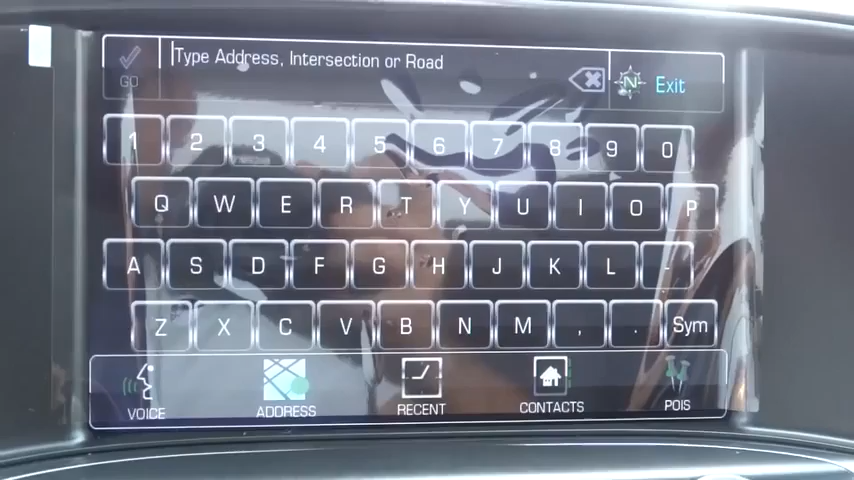 GO Type Address, Intersection or Road N Exit
1 2 3 4 5 6 7 8 9 0
Q W E R T Y U I O P
A S D F G H J K L -
Z X C V B N M , . Sym
VOICE ADDRESS RECENT CONTACTS POIS